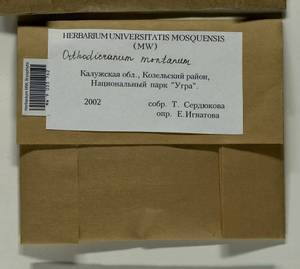 HERBARIUM UNIVERSITATIS MOSQUENSIS
(MW)
Orthodicranum montanum
Калужская обл., Козельский район,
Национальный парк "Угра".
2002
собр. Т. Сердюкова
опр. Е.Игнатова